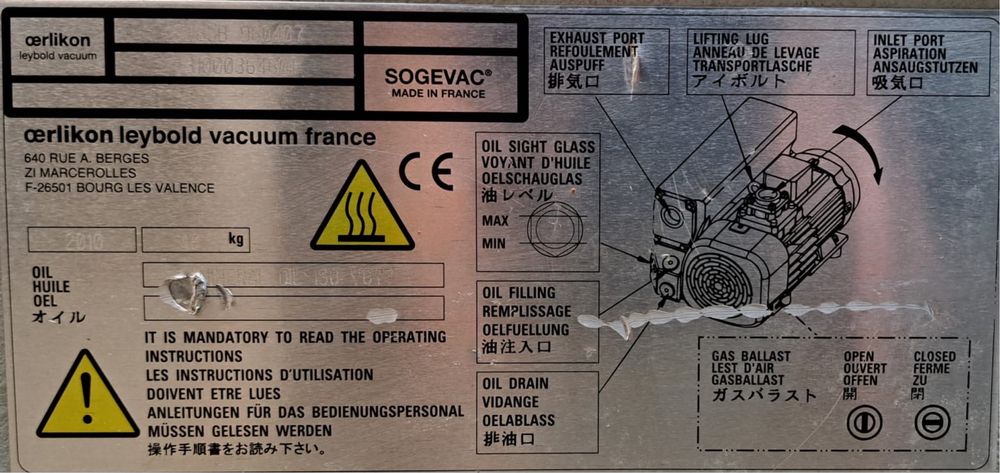 œrlikon
leybold vacuum
SOGEVAC®
MADE IN FRANCE
œrlikon leybold vacuum france
640 RUE A. BERGES
ZI MARCEROLLES
F-26501 BOURG LES VALENCE
CE
2010
kg
OIL
HUILE
OEL
オイル
IT IS MANDATORY TO READ THE OPERATING
INSTRUCTIONS
LES INSTRUCTIONS D'UTILISATION
DOIVENT ETRE LUES
ANLEITUNGEN FÜR DAS BEDIENUNGSPERSONAL
MÜSSEN GELESEN WERDEN
操作手順書をお読み下さい。
EXHAUST PORT
REFOULEMENT
AUSPUFF
排気口
LIFTING LUG
ANNEAU DE LEVAGE
TRANSPORTLASCHE
アイボルト
INLET PORT
ASPIRATION
ANSAUGSTUTZEN
吸気口
OIL SIGHT GLASS
VOYANT D'HUILE
OELSCHAUGLAS
油レベル
MAX
MIN
OIL FILLING
REMPLISSAGE
OELFUELLUNG
油注入口
OIL DRAIN
VIDANGE
OELABLASS
排油口
GAS BALLAST
LEST D'AIR
GASBALLAST
ガスバラスト
OPEN
OUVERT
OFFEN
開
CLOSED
FERME
ZU
閉